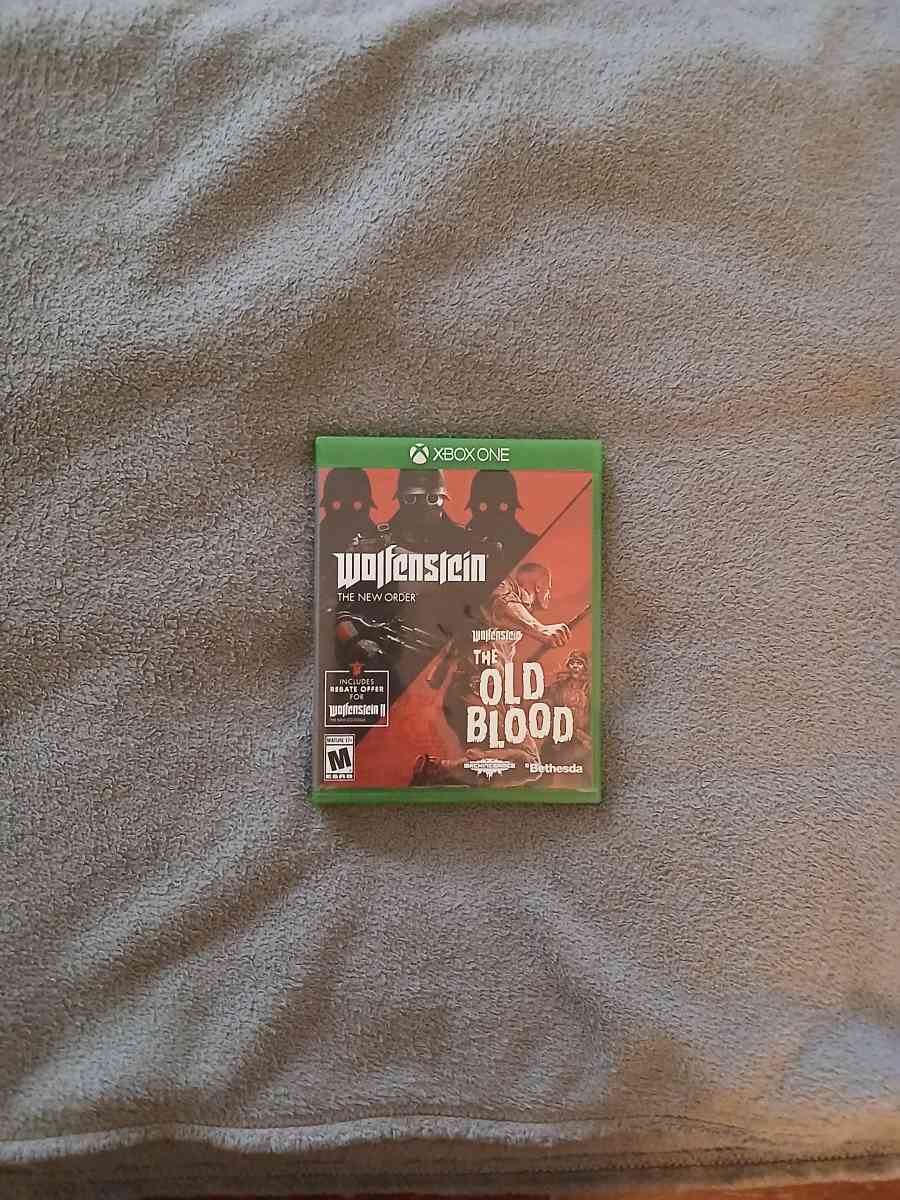 XBOX ONE
Wolfenstein
THE NEW ORDER
Wolfenstein
THE
OLD
BLOOD
INCLUDES
REBATE OFFER
FOR
Wolfenstein II
MATURE 17+
M
ESRB
MACHINEGAMES
Bethesda